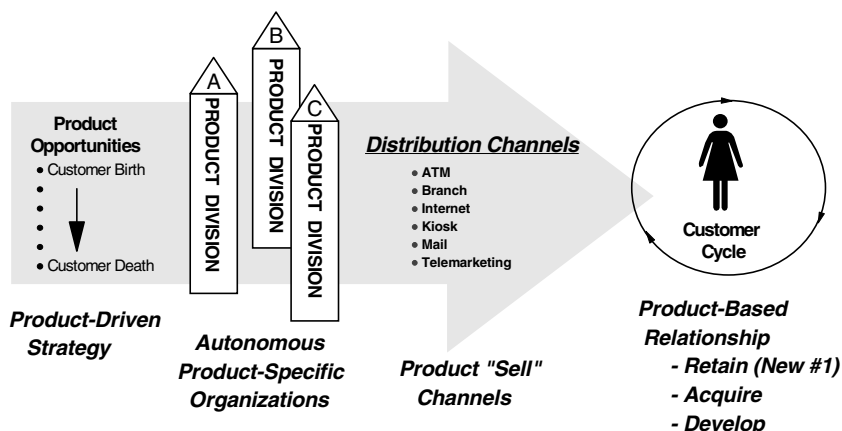 Product
Opportunities
• Customer Birth
•
•
•
•
• Customer Death
Product-Driven
Strategy
A
PRODUCT DIVISION
B
PRODUCT DIVISION
C
PRODUCT DIVISION
Autonomous
Product-Specific
Organizations
Distribution Channels
• ATM
• Branch
• Internet
• Kiosk
• Mail
• Telemarketing
Product "Sell"
Channels
Customer
Cycle
Product-Based
Relationship
- Retain (New #1)
- Acquire
- Develop